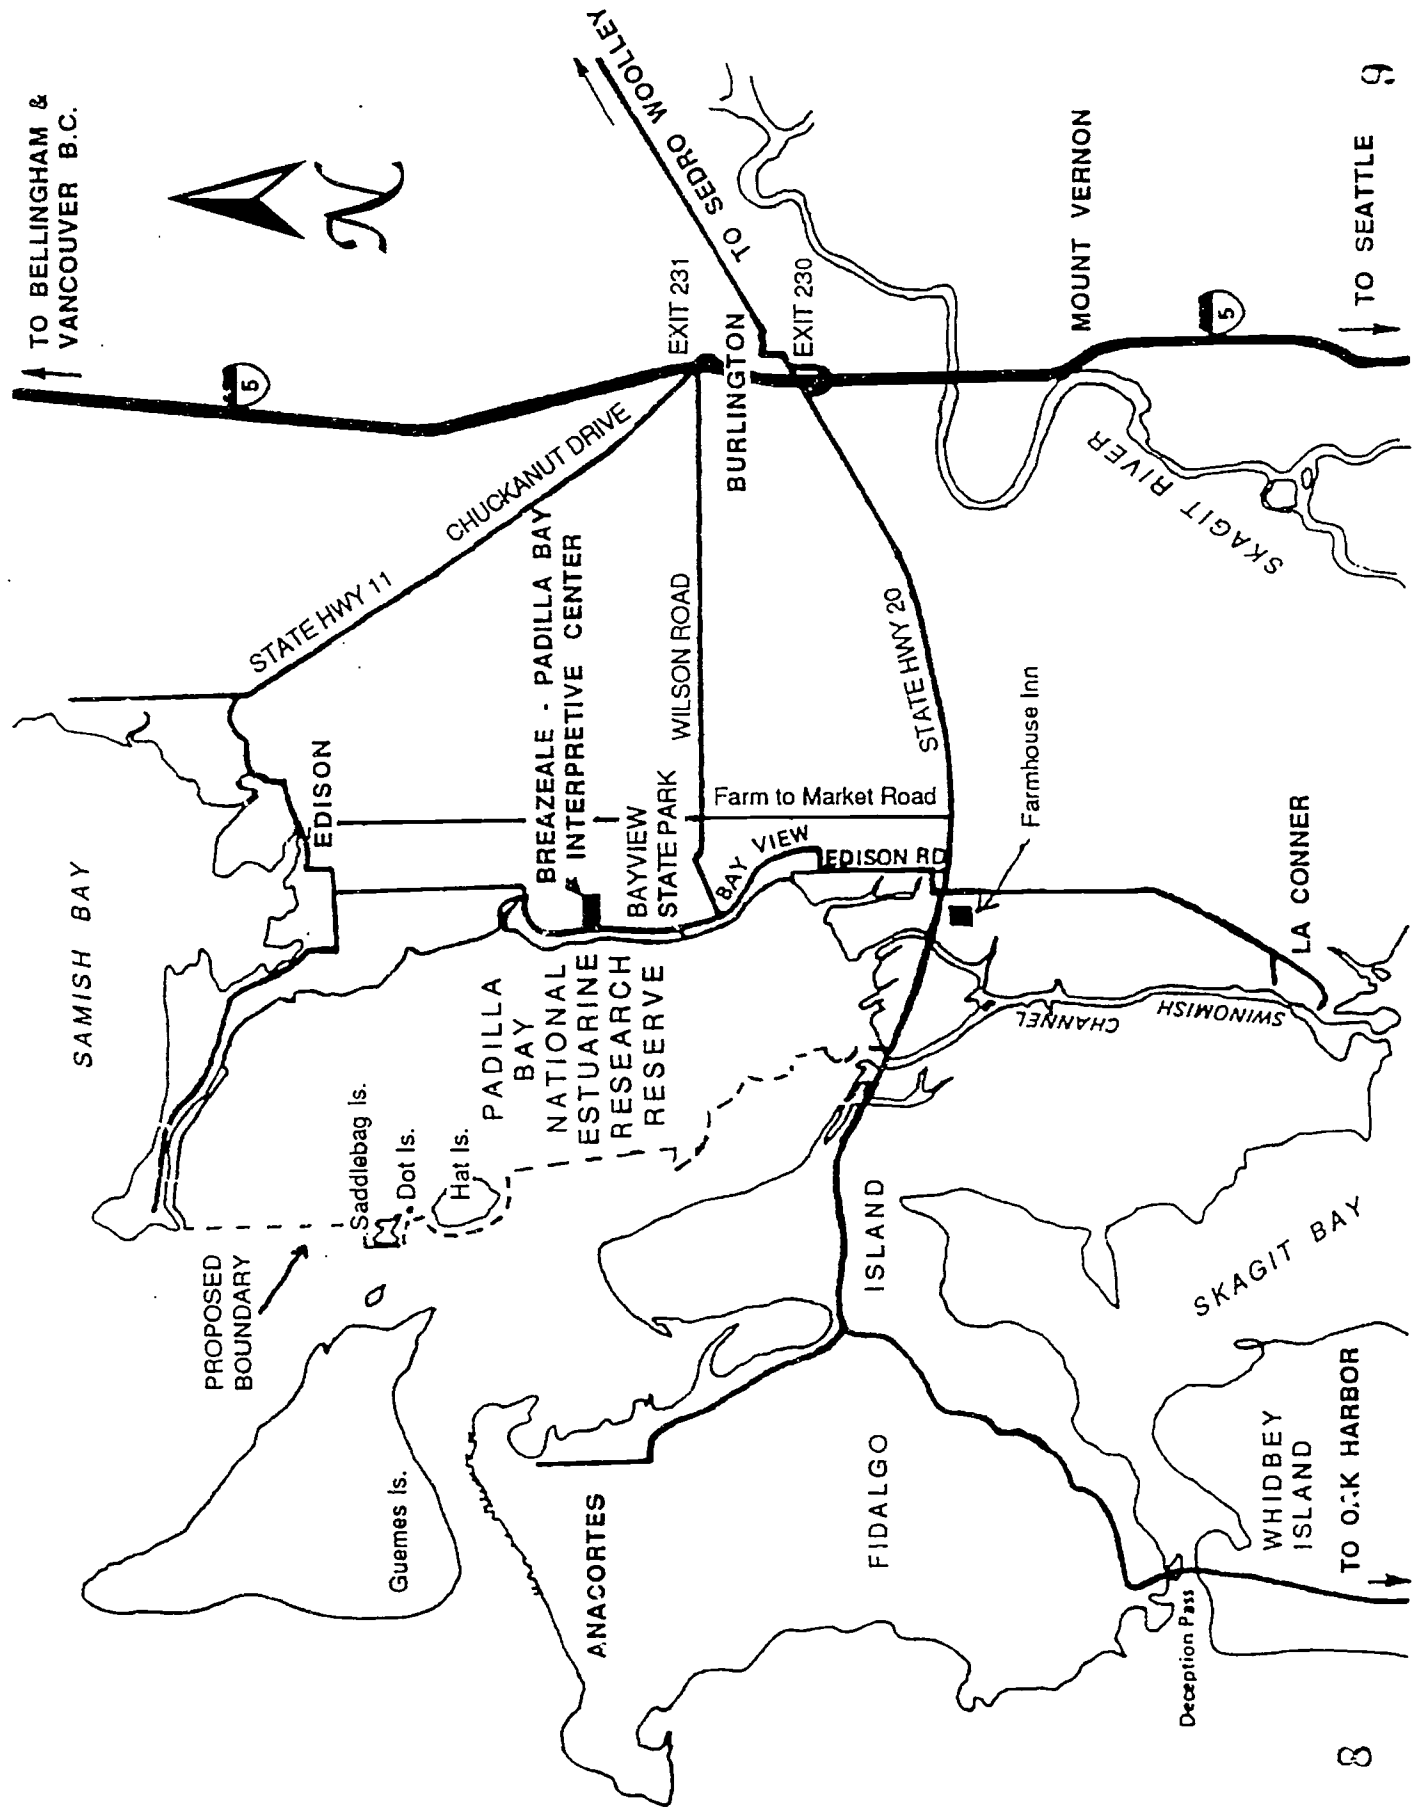 TO BELLINGHAM &
VANCOUVER B.C.
5
N
SAMISH BAY
EDISON
STATE HWY 11
CHUCKANUT DRIVE
EXIT 231
TO SEDRO WOOLLEY
BURLINGTON
EXIT 230
PROPOSED
BOUNDARY
Saddlebag Is.
Dot Is.
Hat Is.
Guemes Is.
PADILLA
BAY
NATIONAL
ESTUARINE
RESEARCH
RESERVE
BREAZEALE - PADILLA BAY
INTERPRETIVE CENTER
BAYVIEW
STATE PARK
WILSON ROAD
BAY VIEW
EDISON RD
Farm to Market Road
STATE HWY 20
Farmhouse Inn
ANACORTES
FIDALGO
ISLAND
SWINOMISH
CHANNEL
LA CONNER
SKAGIT RIVER
MOUNT VERNON
5
TO SEATTLE
SKAGIT BAY
Deception Pass
WHIDBEY
ISLAND
TO HARBOR
8
9